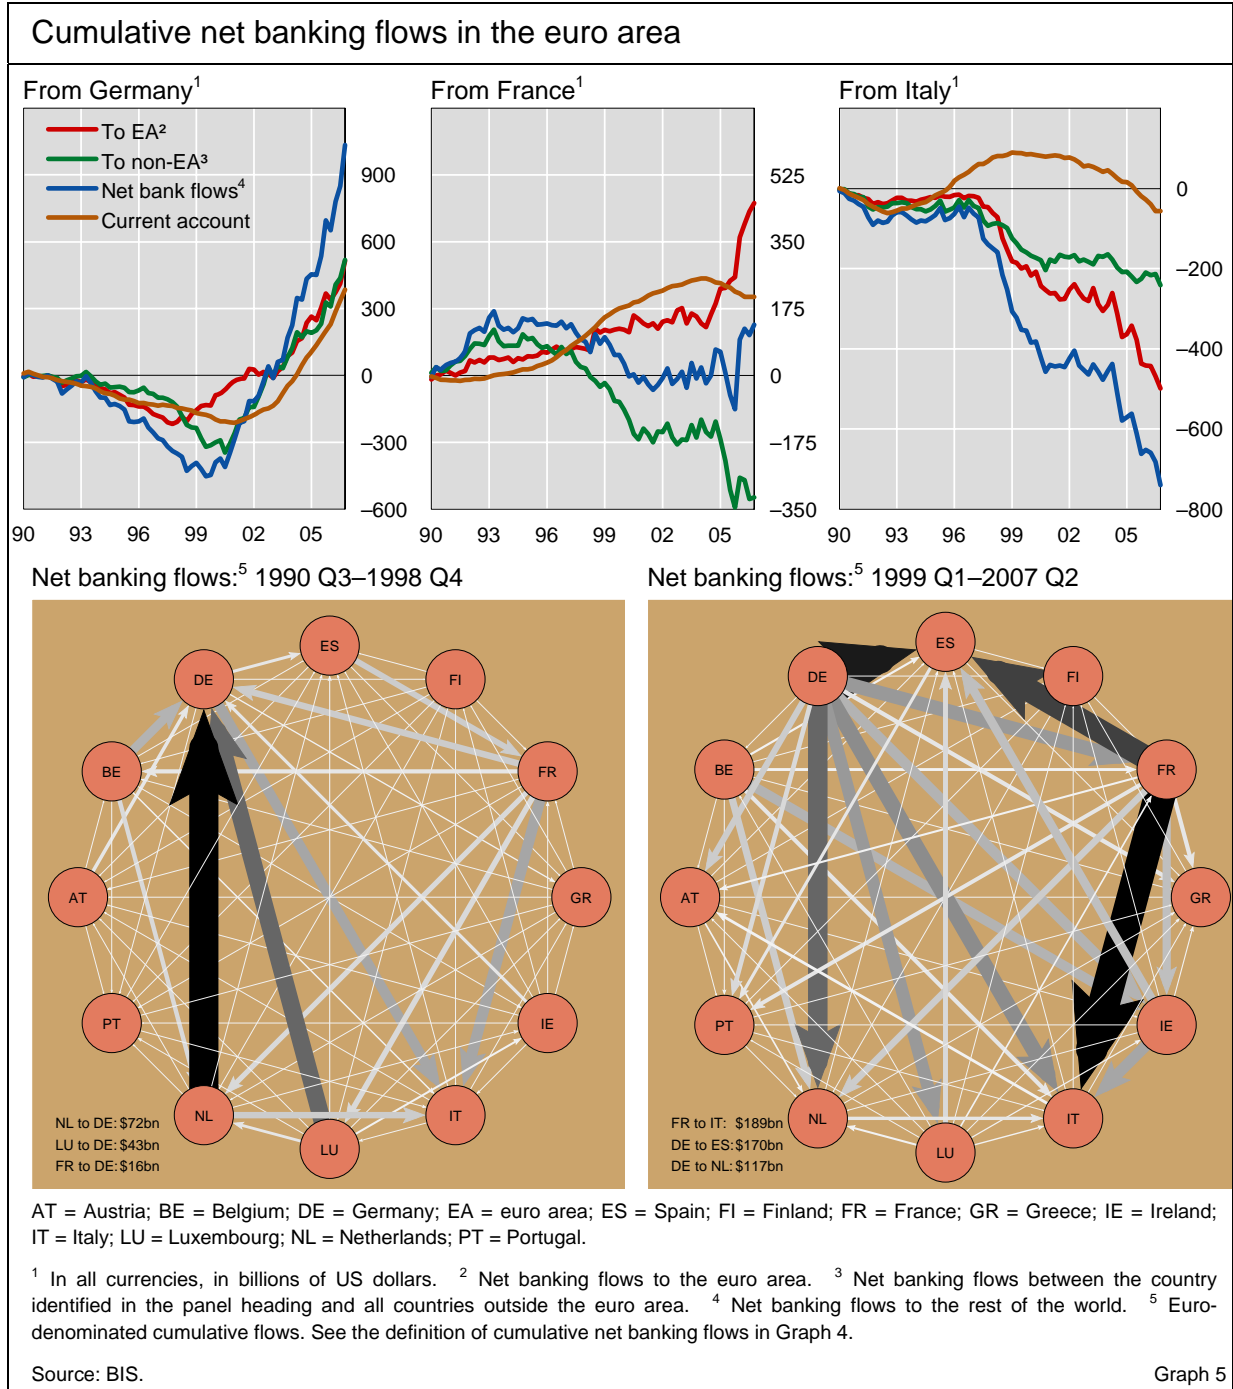 Cumulative net banking flows in the euro area
From Germany¹
From France¹
From Italy¹
To EA²
To non-EA³
Net bank flows⁴
Current account
900
600
300
0
–300
–600
525
350
175
0
–175
–350
0
–200
–400
–600
–800
90 93 96 99 02 05
90 93 96 99 02 05
90 93 96 99 02 05
Net banking flows:⁵ 1990 Q3–1998 Q4
Net banking flows:⁵ 1999 Q1–2007 Q2
ES
DE
FI
BE
FR
AT
GR
PT
IE
NL
IT
LU
NL to DE: $72bn
LU to DE: $43bn
FR to DE: $16bn
ES
DE
FI
BE
FR
AT
GR
PT
IE
NL
IT
LU
FR to IT: $189bn
DE to ES: $170bn
DE to NL: $117bn
AT = Austria; BE = Belgium; DE = Germany; EA = euro area; ES = Spain; FI = Finland; FR = France; GR = Greece; IE = Ireland;
IT = Italy; LU = Luxembourg; NL = Netherlands; PT = Portugal.
¹ In all currencies, in billions of US dollars. ² Net banking flows to the euro area. ³ Net banking flows between the country
identified in the panel heading and all countries outside the euro area. ⁴ Net banking flows to the rest of the world. ⁵ Euro-
denominated cumulative flows. See the definition of cumulative net banking flows in Graph 4.
Source: BIS.
Graph 5